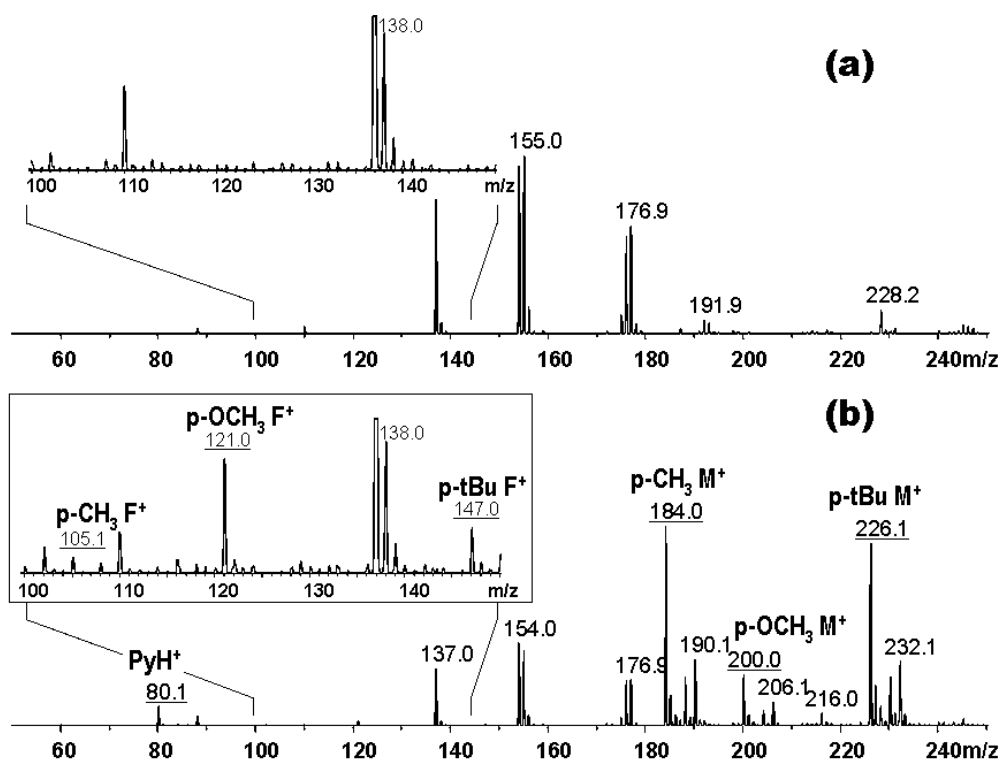 (a)
138.0
100 110 120 130 140 m/z
155.0
176.9
191.9
228.2
60 80 100 120 140 160 180 200 220 240m/z
(b)
p-OCH₃ F⁺
121.0
138.0
p-CH₃ F⁺
105.1
p-tBu F⁺
147.0
100 110 120 130 140 m/z
p-CH₃ M⁺
184.0
p-tBu M⁺
226.1
PyH⁺
80.1
137.0
154.0
176.9
190.1
p-OCH₃ M⁺
200.0
206.1
216.0
232.1
60 80 100 120 140 160 180 200 220 240m/z